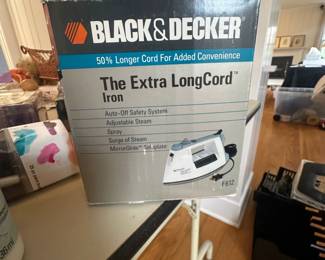 BLACK&DECKER
50% Longer Cord For Added Convenience
The Extra LongCord™
Iron
Auto-Off Safety System
Adjustable Steam
Spray
Surge of Steam
F612